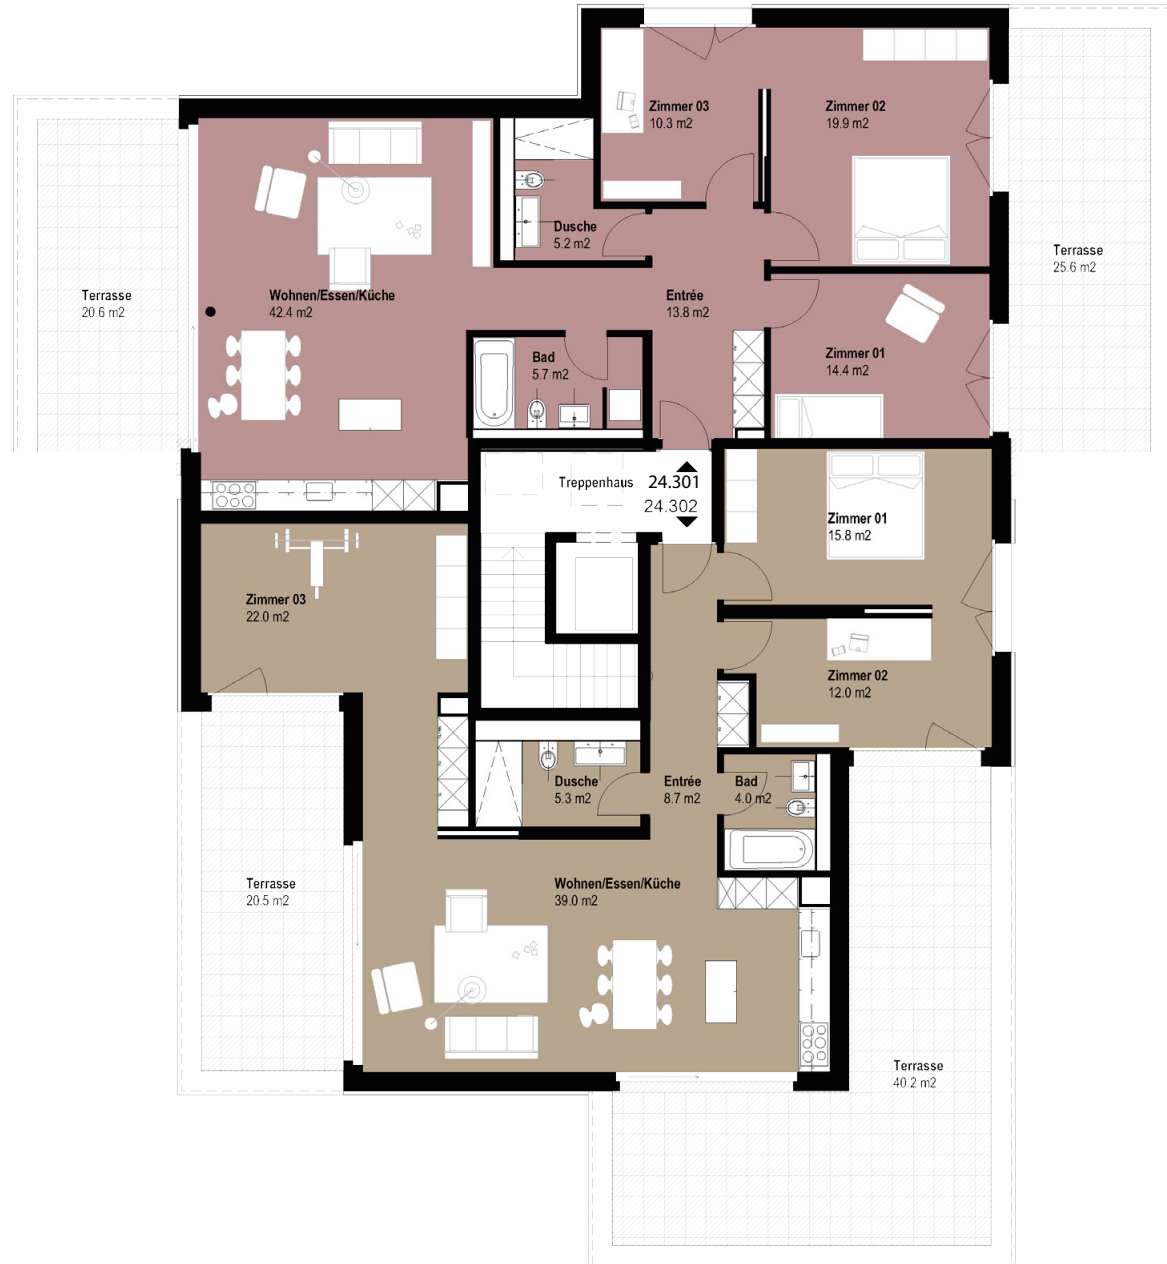 Zimmer 03
10.3 m2
Zimmer 02
19.9 m2
Dusche
5.2 m2
Terrasse
25.6 m2
Terrasse
20.6 m2
Wohnen/Essen/Küche
42.4 m2
Entrée
13.8 m2
Bad
5.7 m2
Zimmer 01
14.4 m2
Treppenhaus
24.301
24.302
Zimmer 01
15.8 m2
Zimmer 03
22.0 m2
Zimmer 02
12.0 m2
Dusche
5.3 m2
Entrée
8.7 m2
Bad
4.0 m2
Terrasse
20.5 m2
Wohnen/Essen/Küche
39.0 m2
Terrasse
40.2 m2